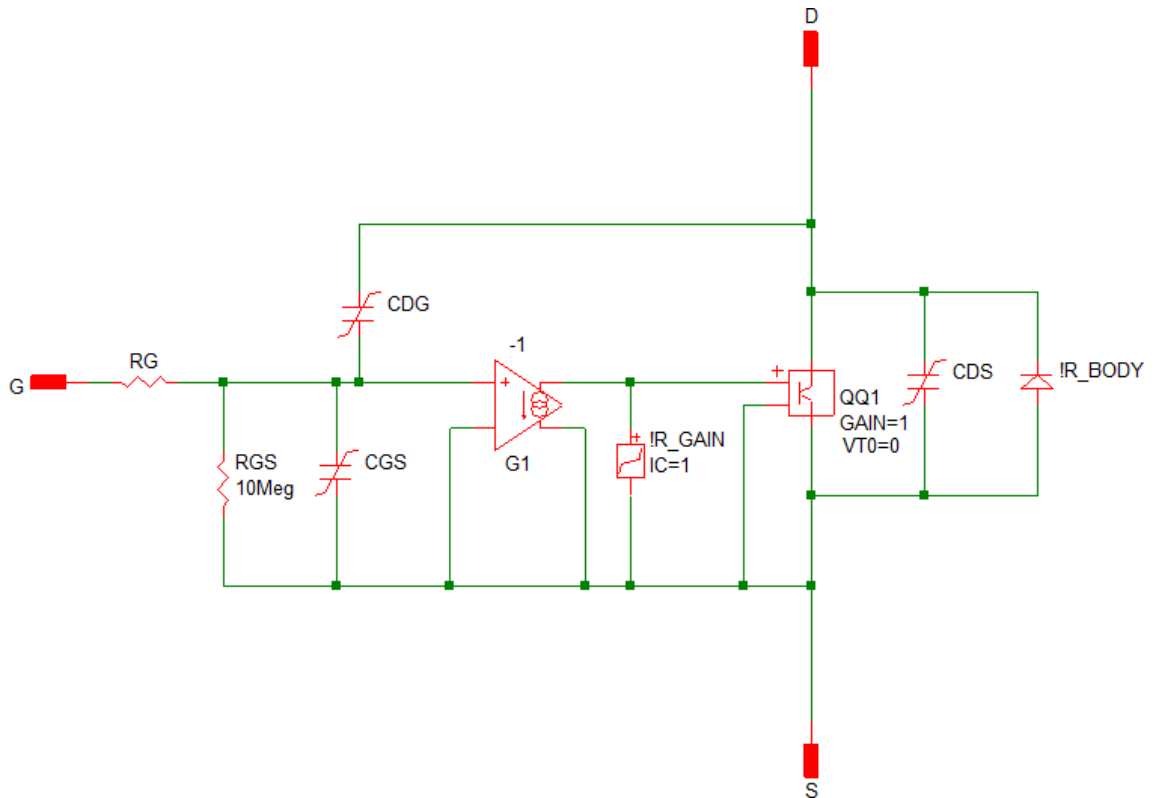 D
CDG
-1
RG
G
CDS
!R_BODY
QQ1
GAIN=1
VT0=0
!R_GAIN
IC=1
RGS
10Meg
CGS
G1
S